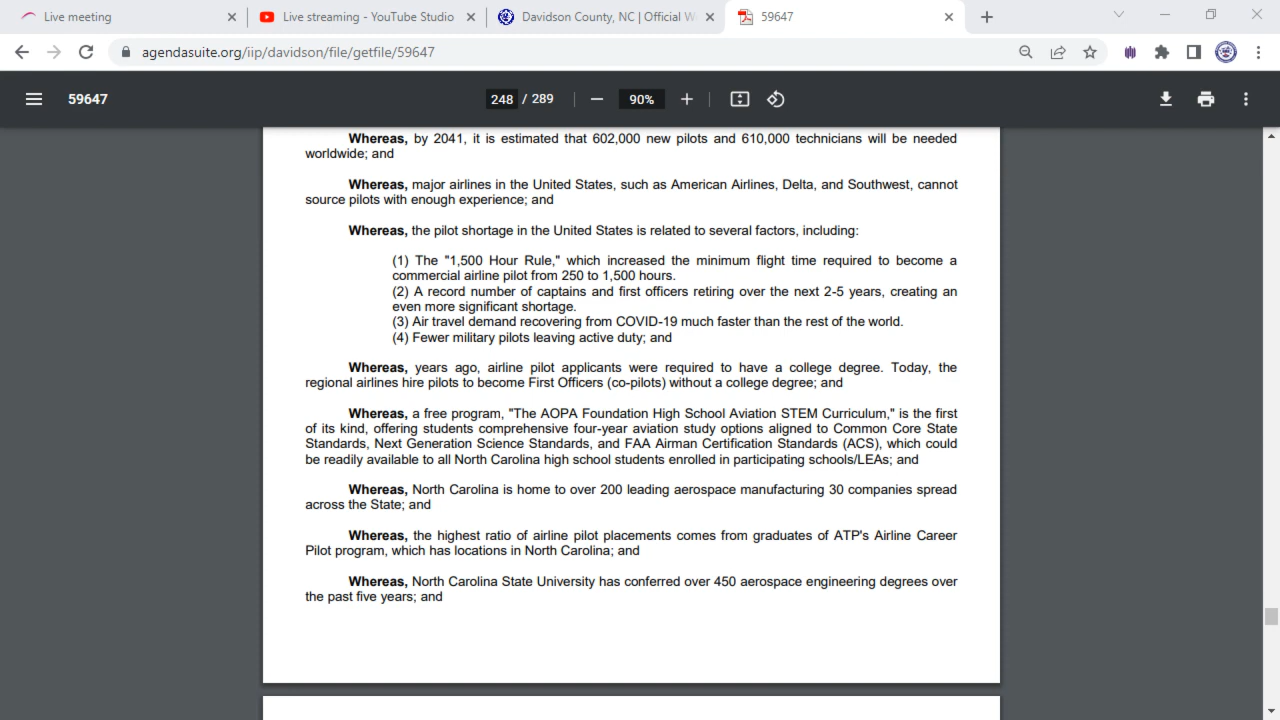 Live meeting
Live streaming - YouTube Studio
Davidson County, NC | Official W
59647
agendasuite.org/iip/davidson/file/getfile/59647
59647
248 / 289
90%
Whereas, by 2041, it is estimated that 602,000 new pilots and 610,000 technicians will be needed
worldwide; and
Whereas, major airlines in the United States, such as American Airlines, Delta, and Southwest, cannot
source pilots with enough experience; and
Whereas, the pilot shortage in the United States is related to several factors, including:
(1) The "1,500 Hour Rule," which increased the minimum flight time required to become a
commercial airline pilot from 250 to 1,500 hours.
(2) A record number of captains and first officers retiring over the next 2-5 years, creating an
even more significant shortage.
(3) Air travel demand recovering from COVID-19 much faster than the rest of the world.
(4) Fewer military pilots leaving active duty; and
Whereas, years ago, airline pilot applicants were required to have a college degree. Today, the
regional airlines hire pilots to become First Officers (co-pilots) without a college degree; and
Whereas, a free program, "The AOPA Foundation High School Aviation STEM Curriculum," is the first
of its kind, offering students comprehensive four-year aviation study options aligned to Common Core State
Standards, Next Generation Science Standards, and FAA Airman Certification Standards (ACS), which could
be readily available to all North Carolina high school students enrolled in participating schools/LEAs; and
Whereas, North Carolina is home to over 200 leading aerospace manufacturing 30 companies spread
across the State; and
Whereas, the highest ratio of airline pilot placements comes from graduates of ATP's Airline Career
Pilot program, which has locations in North Carolina; and
Whereas, North Carolina State University has conferred over 450 aerospace engineering degrees over
the past five years; and